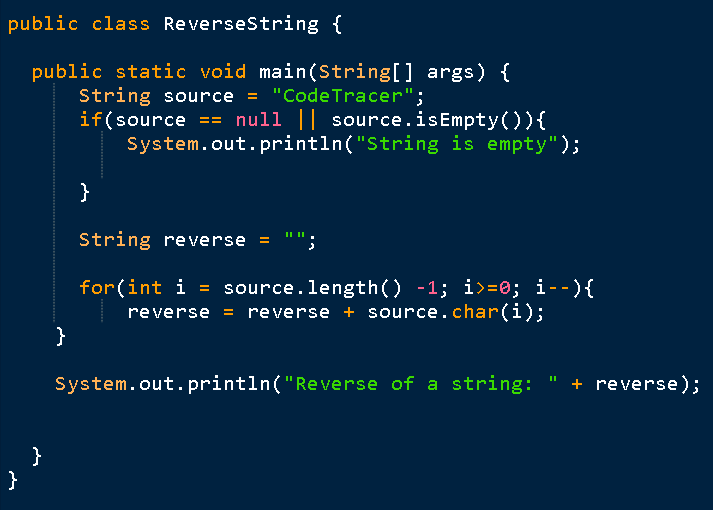 public class ReverseString {
public static void main(String[] args) {
String source = "CodeTracer";
if(source == null || source.isEmpty()){
System.out.println("String is empty");
}
String reverse = "";
for(int i = source.length() -1; i>=0; i--){
reverse = reverse + source.char(i);
}
System.out.println("Reverse of a string: " + reverse);
}
}